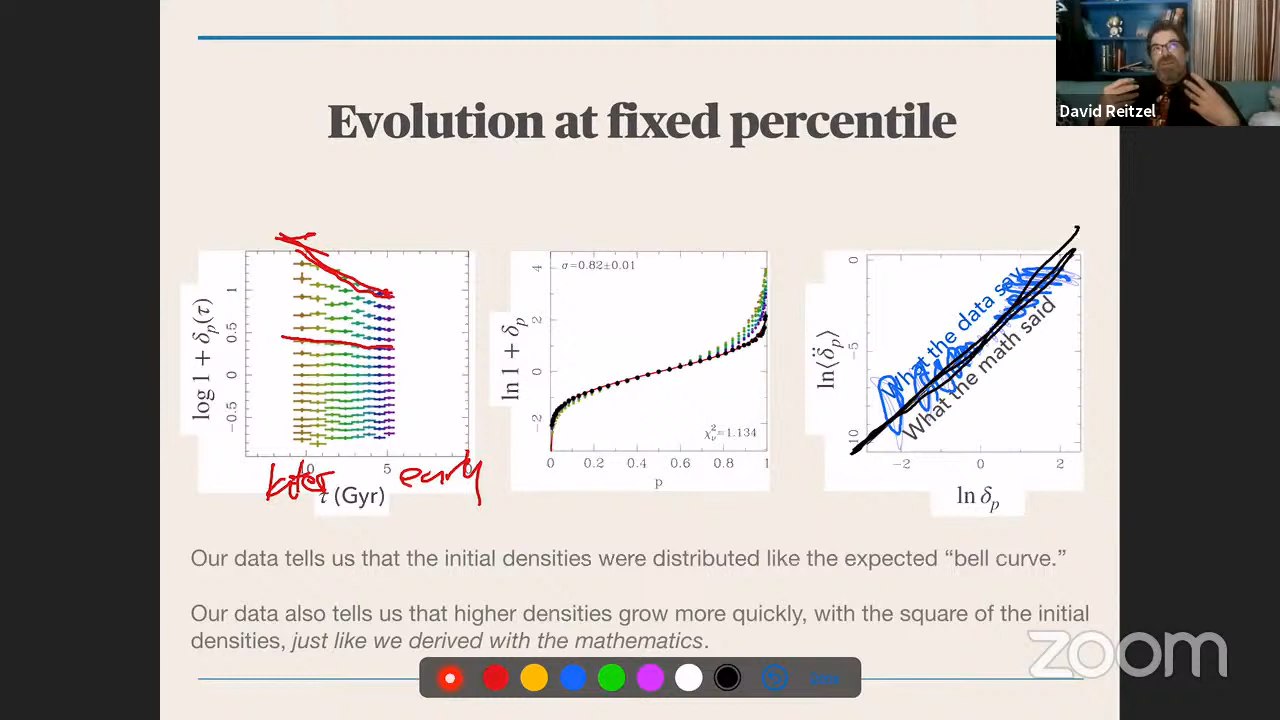 David Reitzel
Evolution at fixed percentile
log 1 + δp(τ)
1
0.5
0
−0.5
0
5
later
early
τ (Gyr)
ln 1 + δp
4
2
0
−2
σ=0.82±0.01
χν²=1.134
0
0.2
0.4
0.6
0.8
1
p
ln⟨δ̈p⟩
0
−5
−10
What the data say
What the math said
−2
0
2
ln δp
Our data tells us that the initial densities were distributed like the expected “bell curve.”
Our data also tells us that higher densities grow more quickly, with the square of the initial
densities, just like we derived with the mathematics.
zoom